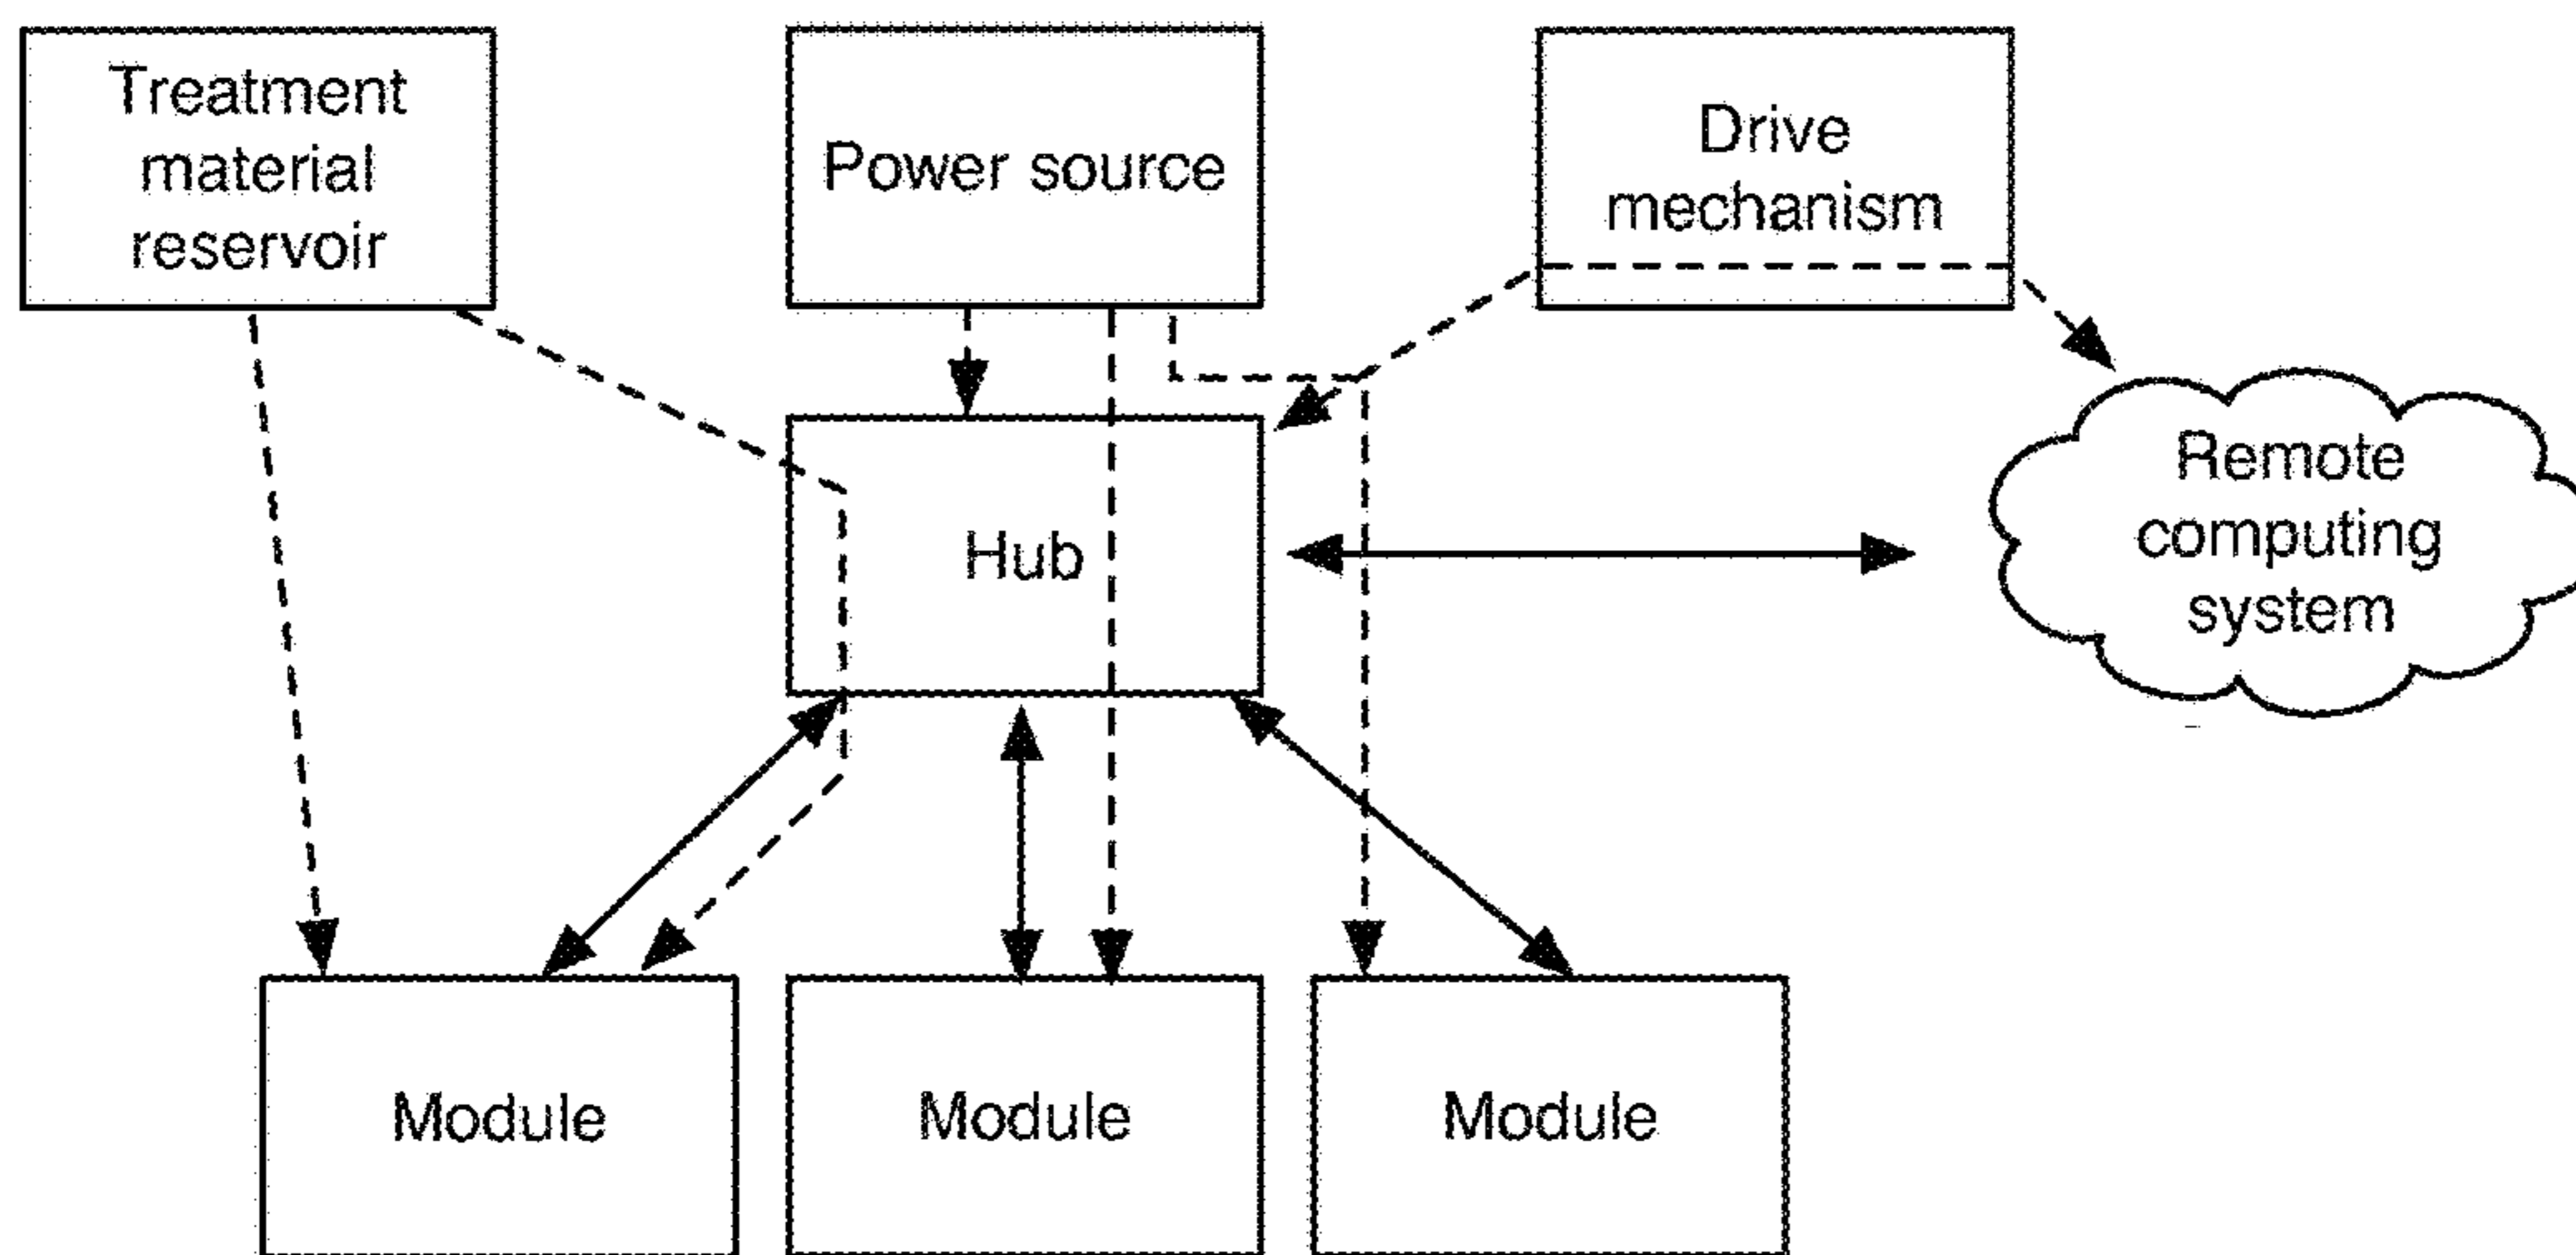 Treatment
material
reservoir
Power source
Drive
mechanism
Hub
Remote
computing
system
Module
Module
Module